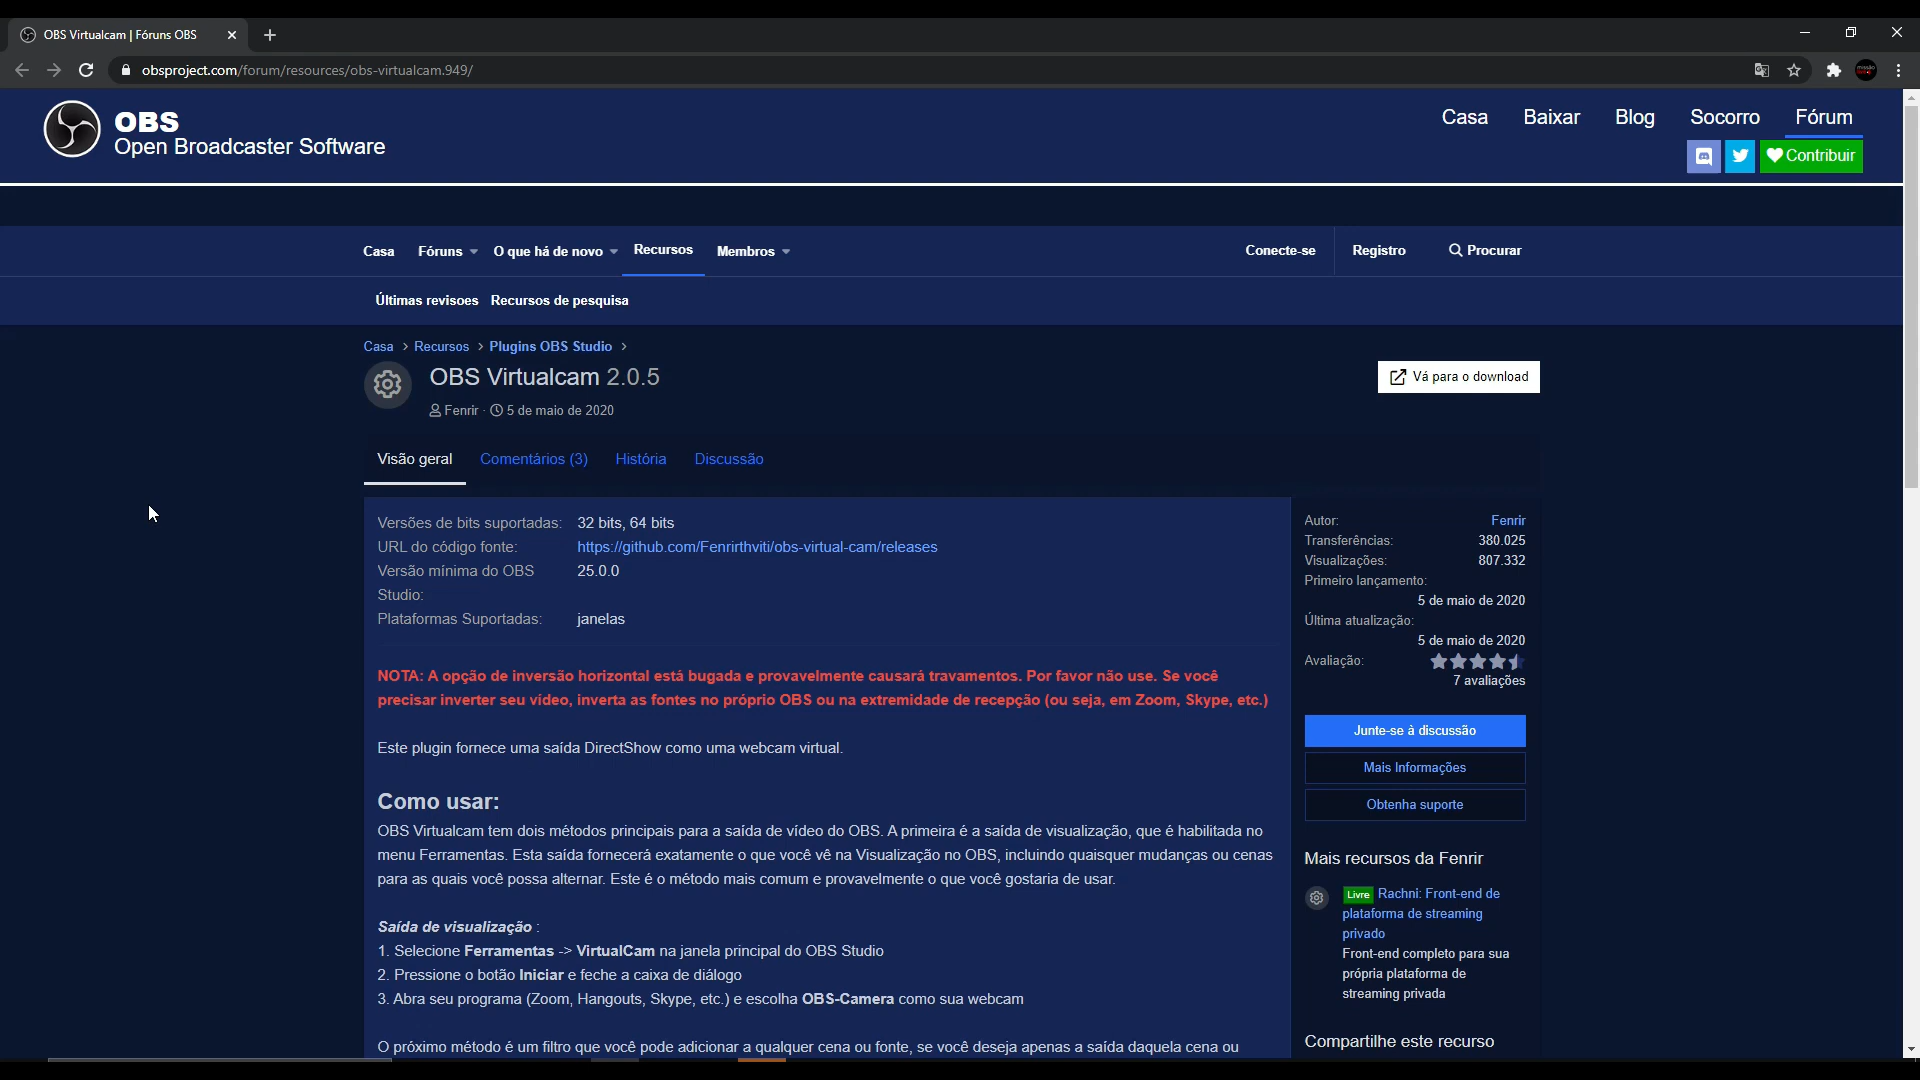 OBS Virtualcam | Fóruns OBS
obsproject.com/forum/resources/obs-virtualcam.949/
OBS
Open Broadcaster Software
Casa Baixar Blog Socorro Fórum
Contribuir
Casa Fóruns O que há de novo Recursos Membros Conecte-se Registro Procurar
Últimas revisoes Recursos de pesquisa
Casa > Recursos > Plugins OBS Studio >
OBS Virtualcam 2.0.5
Vá para o download
Fenrir · 5 de maio de 2020
Visão geral Comentários (3) História Discussão
Versões de bits suportadas: 32 bits, 64 bits
URL do código fonte: https://github.com/Fenrirthviti/obs-virtual-cam/releases
Versão mínima do OBS Studio: 25.0.0
Plataformas Suportadas: janelas
NOTA: A opção de inversão horizontal está bugada e provavelmente causará travamentos. Por favor não use. Se você
precisar inverter seu vídeo, inverta as fontes no próprio OBS ou na extremidade de recepção (ou seja, em Zoom, Skype, etc.)
Este plugin fornece uma saída DirectShow como uma webcam virtual.
Como usar:
OBS Virtualcam tem dois métodos principais para a saída de vídeo do OBS. A primeira é a saída de visualização, que é habilitada no
menu Ferramentas. Esta saída fornecerá exatamente o que você vê na Visualização no OBS, incluindo quaisquer mudanças ou cenas
para as quais você possa alternar. Este é o método mais comum e provavelmente o que você gostaria de usar.
Saída de visualização :
1. Selecione Ferramentas -> VirtualCam na janela principal do OBS Studio
2. Pressione o botão Iniciar e feche a caixa de diálogo
3. Abra seu programa (Zoom, Hangouts, Skype, etc.) e escolha OBS-Camera como sua webcam
O próximo método é um filtro que você pode adicionar a qualquer cena ou fonte, se você deseja apenas a saída daquela cena ou
Autor: Fenrir
Transferências: 380.025
Visualizações: 807.332
Primeiro lançamento:
5 de maio de 2020
Última atualização:
5 de maio de 2020
Avaliação:
7 avaliações
Junte-se à discussão
Mais Informações
Obtenha suporte
Mais recursos da Fenrir
Livre Rachni: Front-end de
plataforma de streaming
privado
Front-end completo para sua
própria plataforma de
streaming privada
Compartilhe este recurso